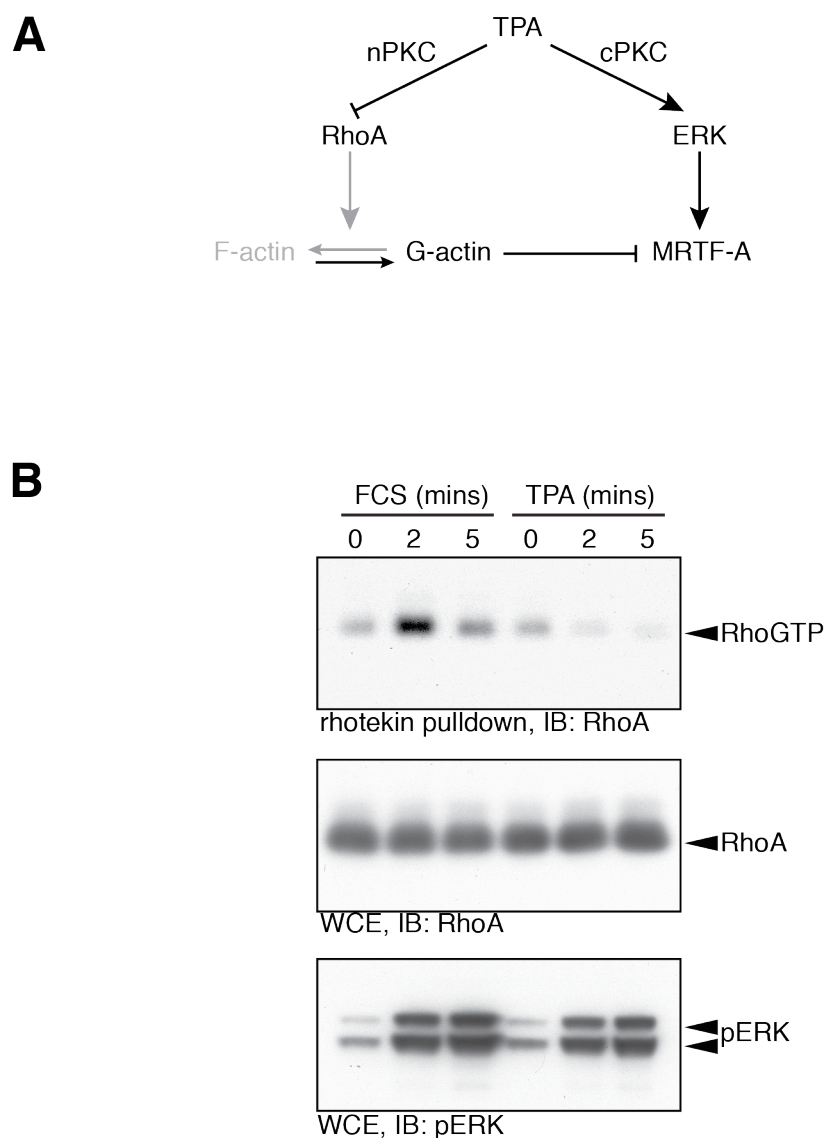 A
TPA
nPKC cPKC
RhoA ERK
F-actin G-actin MRTF-A
B
FCS (mins) TPA (mins)
0 2 5 0 2 5
RhoGTP
rhotekin pulldown, IB: RhoA
RhoA
WCE, IB: RhoA
pERK
WCE, IB: pERK